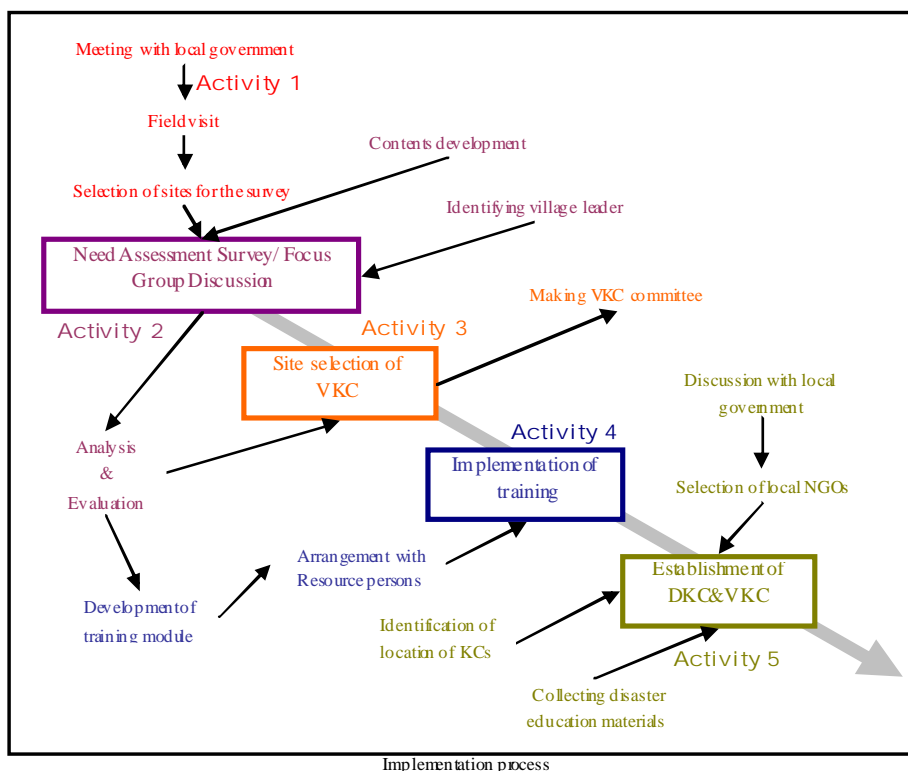 Meeting with local government
Activity 1
Field visit
Contents development
Selection of sites for the survey
Identifying village leader
Need Assessment Survey/ Focus
Group Discussion
Making VKC committee
Activity 2
Activity 3
Site selection of
VKC
Discussion with local
government
Activity 4
Analysis
&
Evaluation
Implementation of
training
Selection of local NGOs
Arrangement with
Resource persons
Establishment of
DKC&VKC
Development of
training module
Identification of
location of KCs
Activity 5
Collecting disaster
education materials
Implementation process